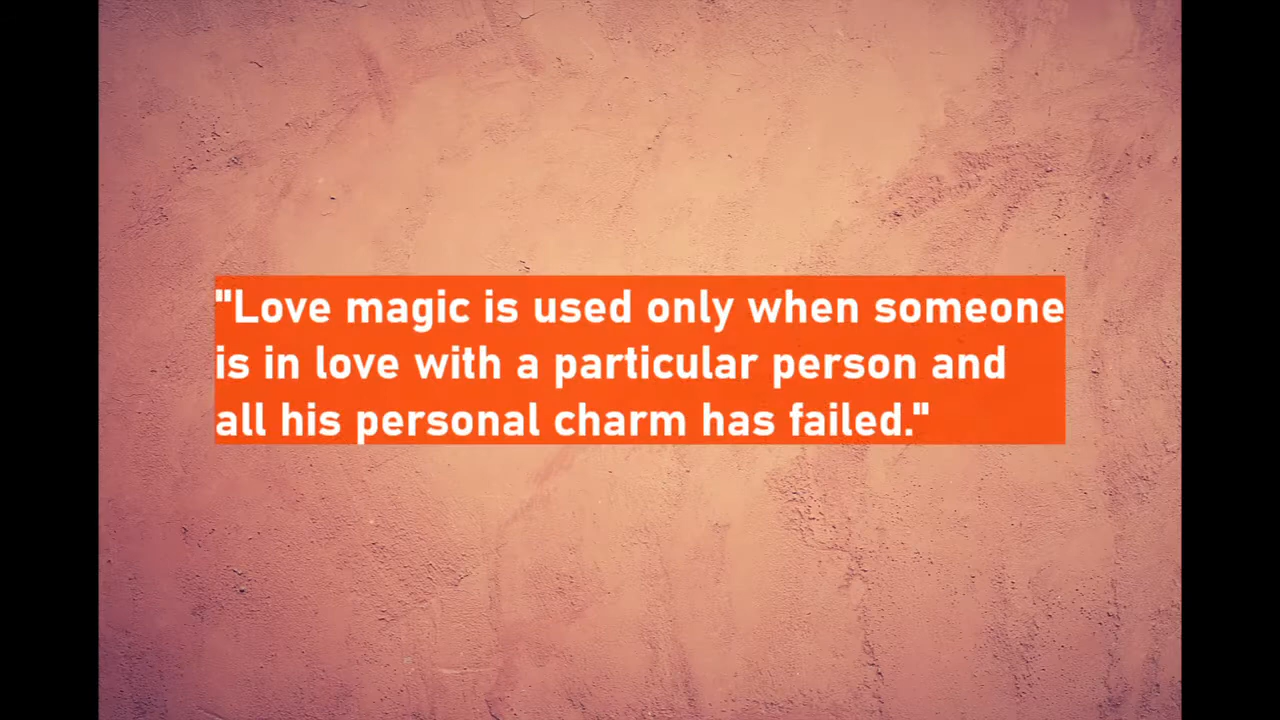 "Love magic is used only when someone
is in love with a particular person and
all his personal charm has failed."